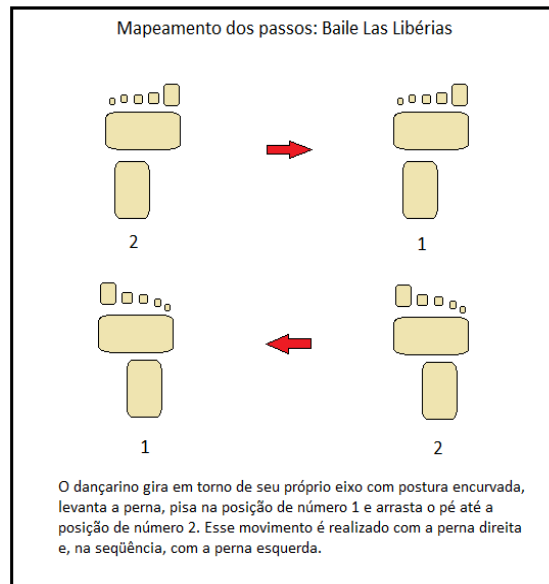 Mapeamento dos passos: Baile Las Libérias
2
1
1
2
O dançarino gira em torno de seu próprio eixo com postura encurvada,
levanta a perna, pisa na posição de número 1 e arrasta o pé até a
posição de número 2. Esse movimento é realizado com a perna direita
e, na seqüência, com a perna esquerda.